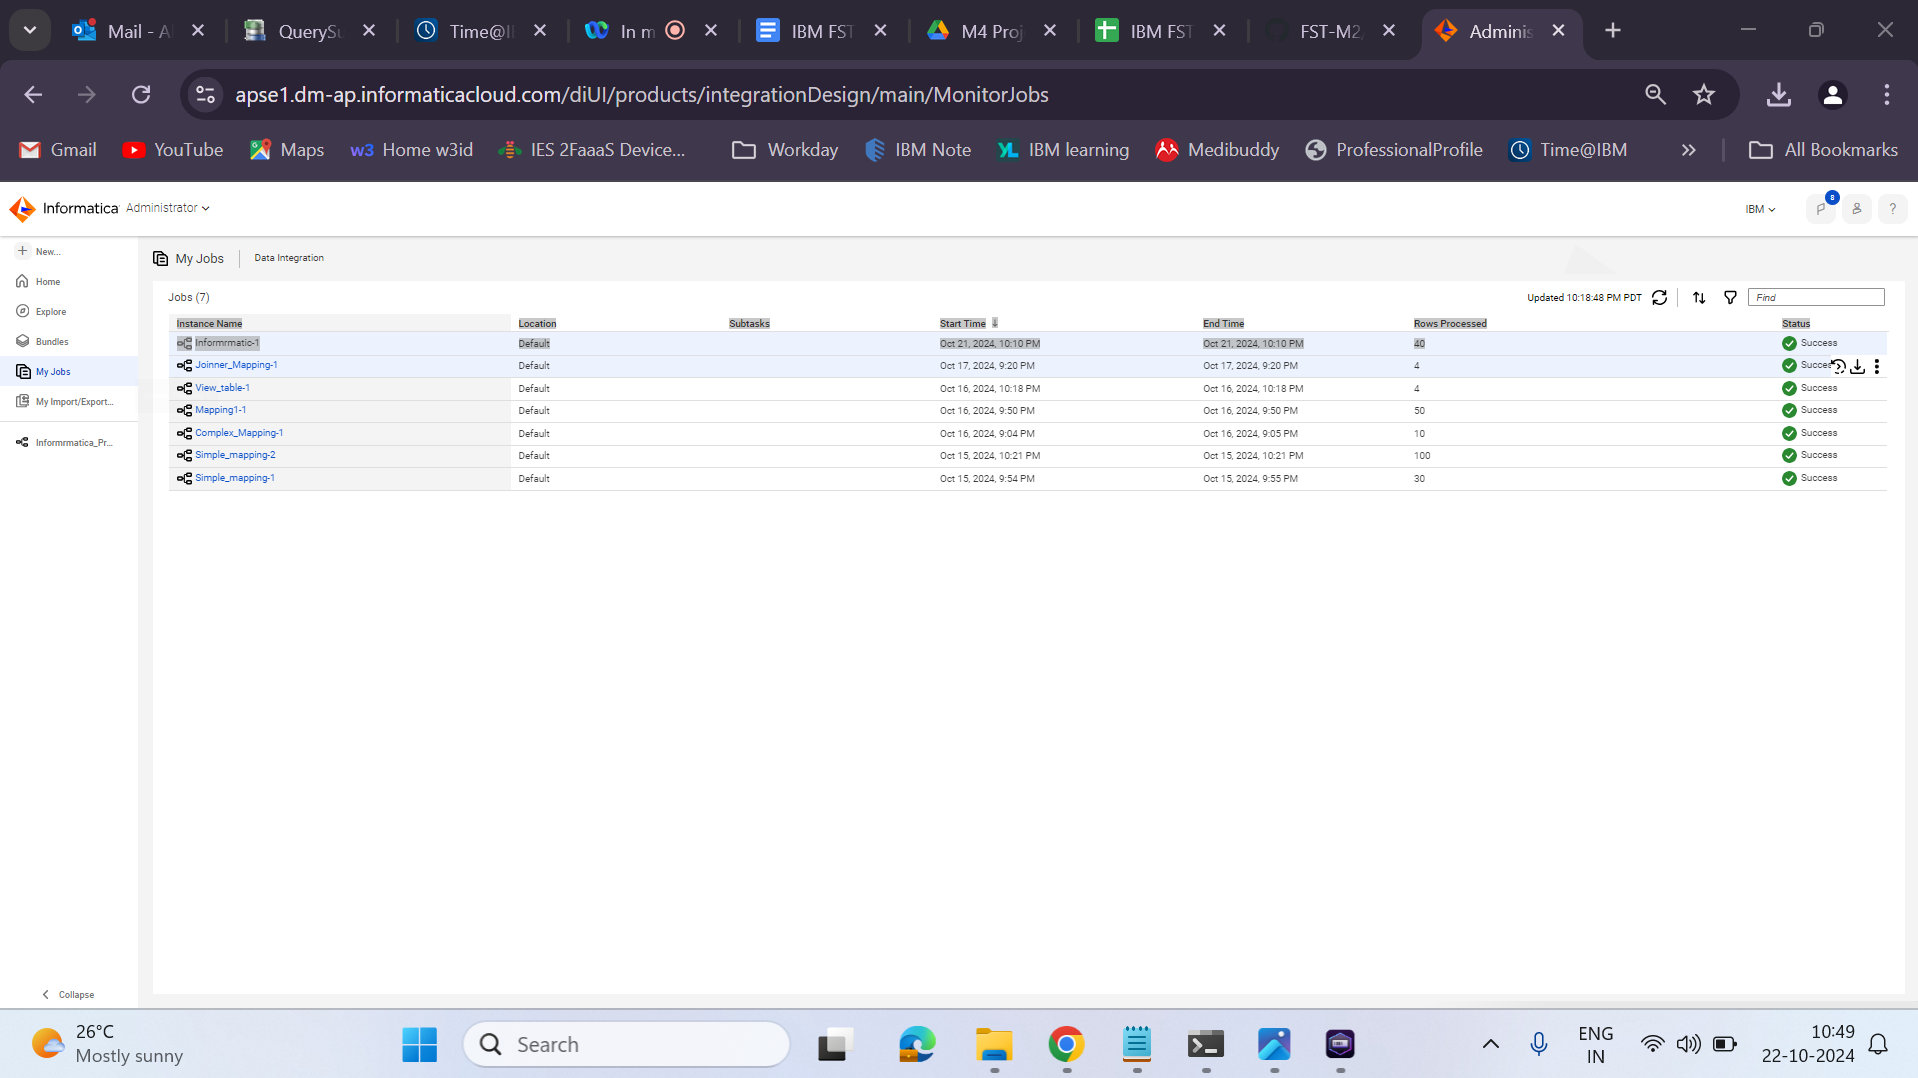 Mail - A
QuerySu
Time@I
In m
IBM FST
M4 Proj
IBM FST
FST-M2
Adminis
apse1.dm-ap.informaticacloud.com/diUI/products/integrationDesign/main/MonitorJobs
Gmail YouTube Maps w3 Home w3id IES 2FaaaS Device... Workday IBM Note YL IBM learning Medibuddy ProfessionalProfile Time@IBM » All Bookmarks
Informatica Administrator
IBM
8
?
New...
Home
Explore
Bundles
My Jobs
My Import/Export...
Informrmatica_Pr...
Collapse
My Jobs Data Integration
Jobs (7)
Updated 10:18:48 PM PDT
Find
Instance Name Location Subtasks Start Time End Time Rows Processed Status
Informrmatic-1 Default Oct 21, 2024, 10:10 PM Oct 21, 2024, 10:10 PM 40 Success
Joinner_Mapping-1 Default Oct 17, 2024, 9:20 PM Oct 17, 2024, 9:20 PM 4 Succes
View_table-1 Default Oct 16, 2024, 10:18 PM Oct 16, 2024, 10:18 PM 4 Success
Mapping1-1 Default Oct 16, 2024, 9:50 PM Oct 16, 2024, 9:50 PM 50 Success
Complex_Mapping-1 Default Oct 16, 2024, 9:04 PM Oct 16, 2024, 9:05 PM 10 Success
Simple_mapping-2 Default Oct 15, 2024, 10:21 PM Oct 15, 2024, 10:21 PM 100 Success
Simple_mapping-1 Default Oct 15, 2024, 9:54 PM Oct 15, 2024, 9:55 PM 30 Success
26°C
Mostly sunny
Search
ENG
IN
10:49
22-10-2024